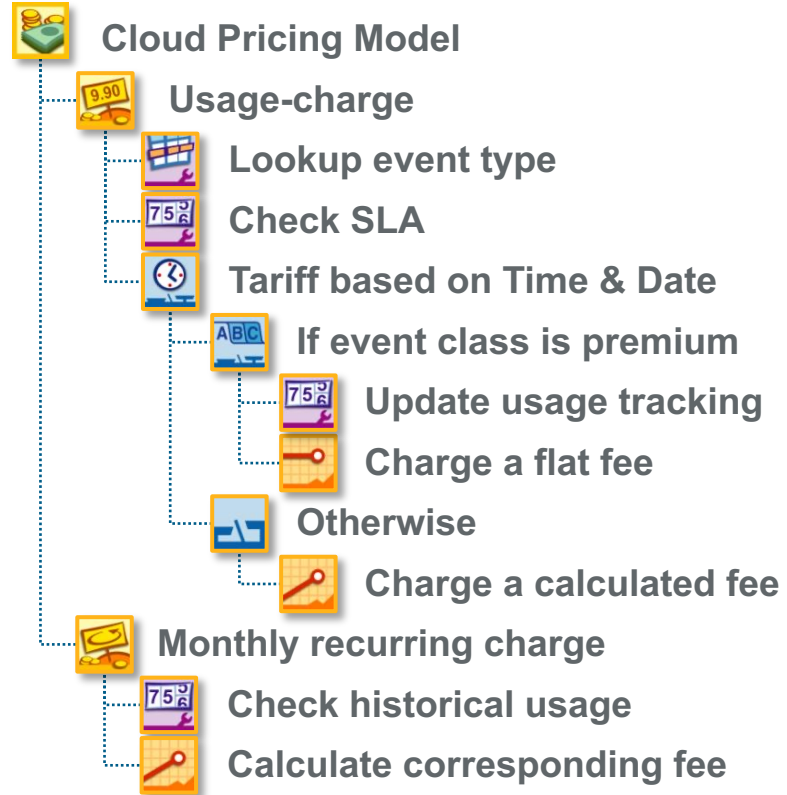 Cloud Pricing Model
9.90 Usage-charge
Lookup event type
75 Check SLA
Tariff based on Time & Date
ABC If event class is premium
75 Update usage tracking
Charge a flat fee
Otherwise
Charge a calculated fee
Monthly recurring charge
75 Check historical usage
Calculate corresponding fee